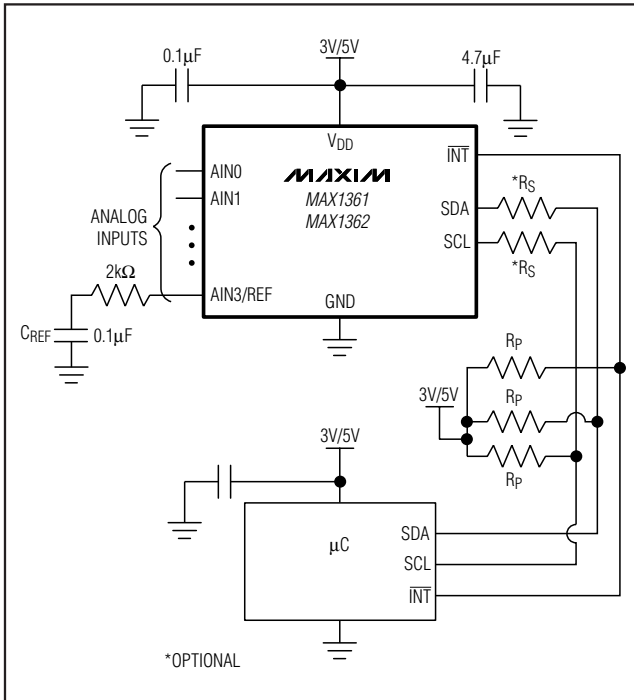 3V/5V
0.1µF
4.7µF
VDD
INT
AIN0
MAXIM
*RS
AIN1
MAX1361
SDA
ANALOG
INPUTS
MAX1362
SCL
2kΩ
*RS
AIN3/REF
GND
CREF
0.1µF
RP
3V/5V
RP
3V/5V
RP
µC
SDA
SCL
INT
*OPTIONAL